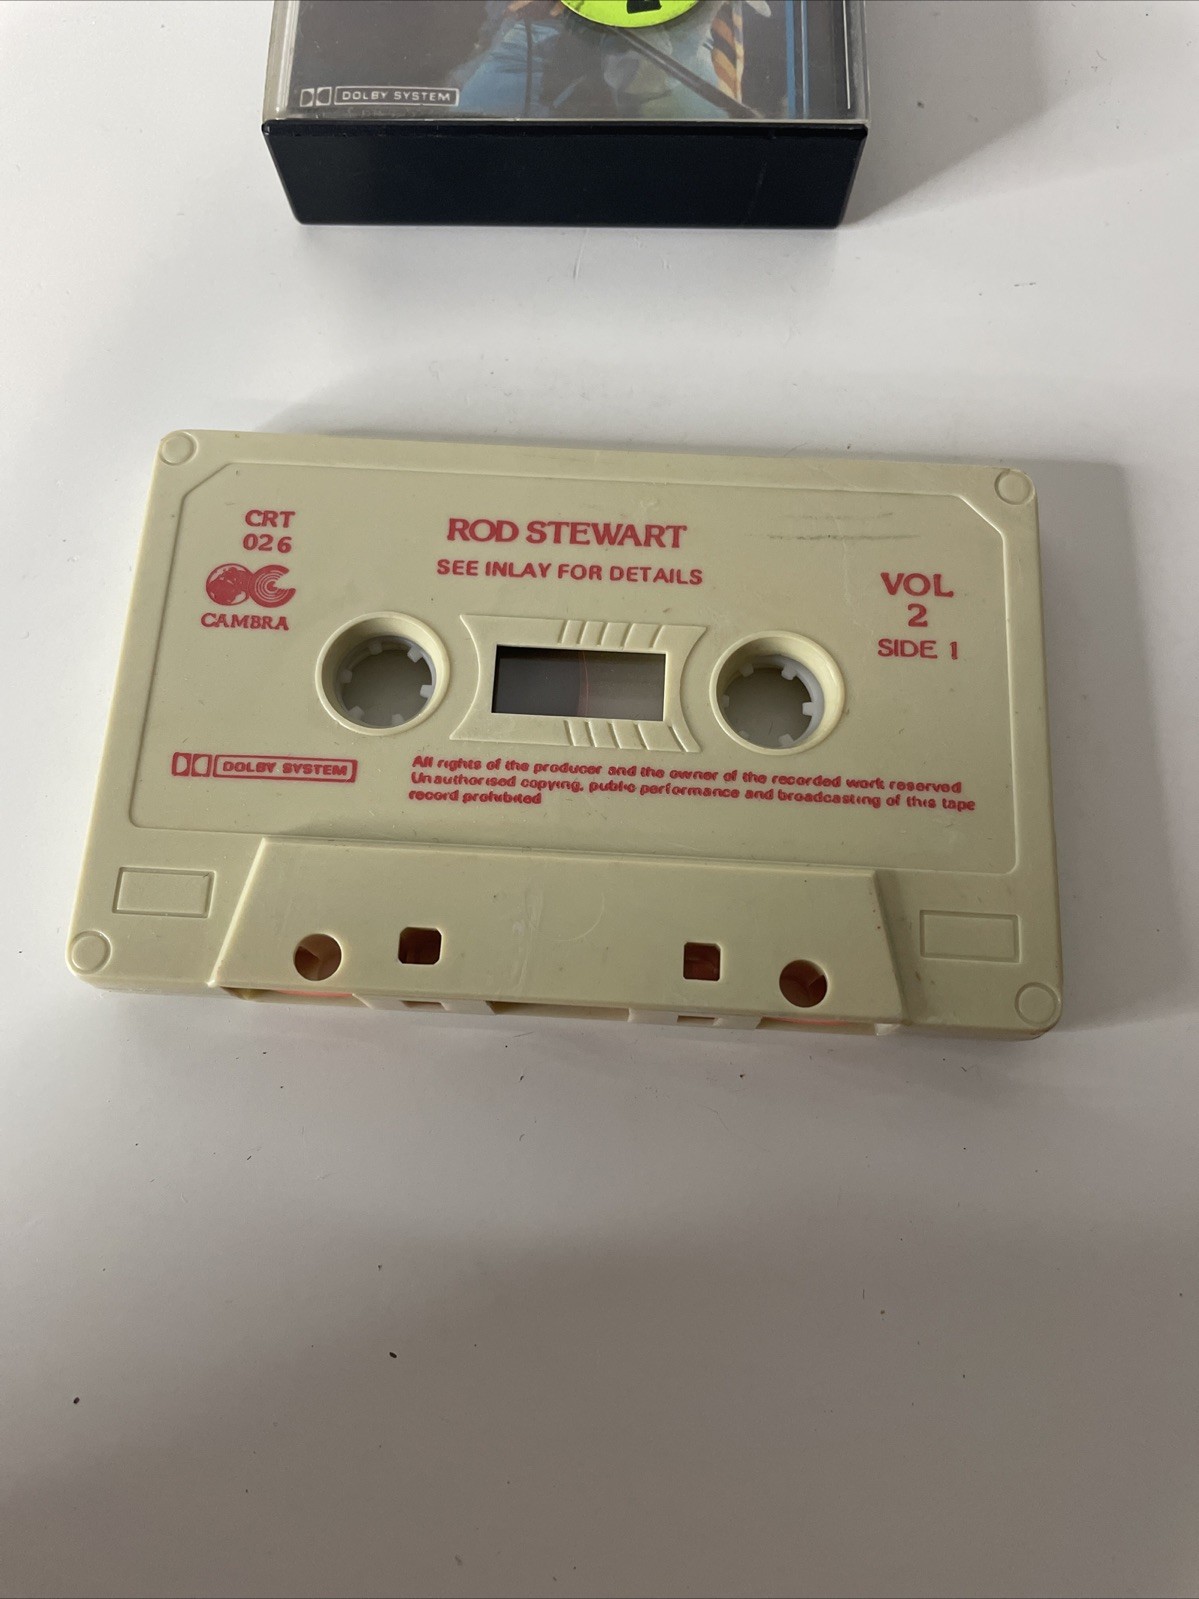 DOLBY SYSTEM
CRT
026
CAMBRA
ROD STEWART
SEE INLAY FOR DETAILS
VOL
2
SIDE 1
DOLBY SYSTEM
All rights of the producer and the owner of the recorded work reserved
Unauthorised copying, public performance and broadcasting of this tape
record prohibited